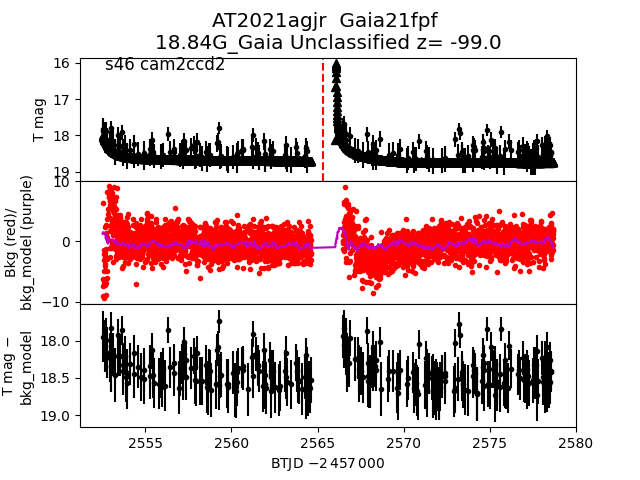 AT2021agjr  Gaia21fpf
18.84G_Gaia Unclassified z= -99.0
s46 cam2ccd2
T mag
16
17
18
19
Bkg (red)/
bkg_model (purple)
10
0
−10
T mag −
bkg_model
18.0
18.5
19.0
2555
2560
2565
2570
2575
2580
BTJD −2 457 000